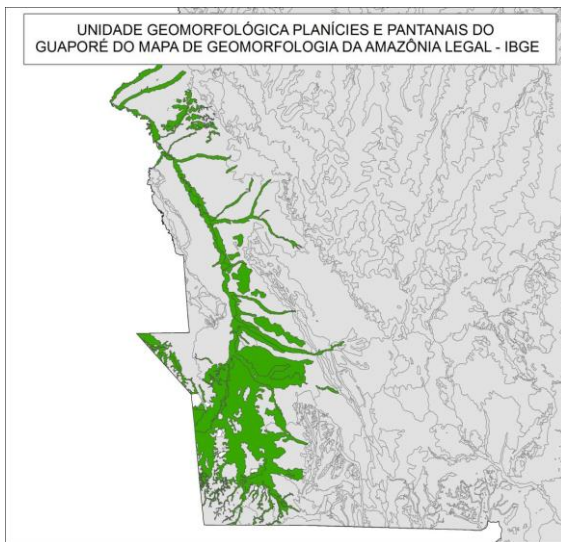 UNIDADE GEOMORFOLÓGICA PLANÍCIES E PANTANAIS DO
GUAPORÉ DO MAPA DE GEOMORFOLOGIA DA AMAZÔNIA LEGAL - IBGE